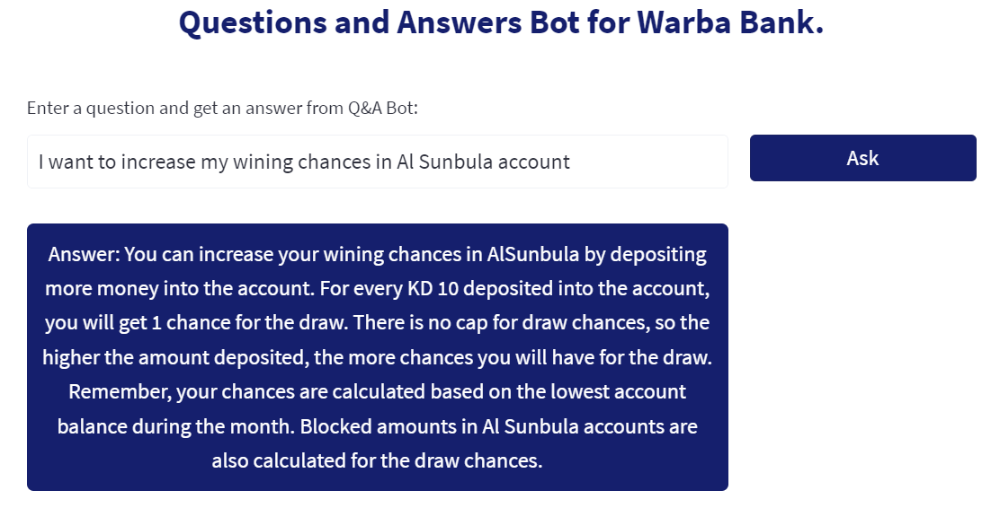 Questions and Answers Bot for Warba Bank.
Enter a question and get an answer from Q&A Bot:
I want to increase my wining chances in Al Sunbula account
Ask
Answer: You can increase your wining chances in AlSunbula by depositing
more money into the account. For every KD 10 deposited into the account,
you will get 1 chance for the draw. There is no cap for draw chances, so the
higher the amount deposited, the more chances you will have for the draw.
Remember, your chances are calculated based on the lowest account
balance during the month. Blocked amounts in Al Sunbula accounts are
also calculated for the draw chances.